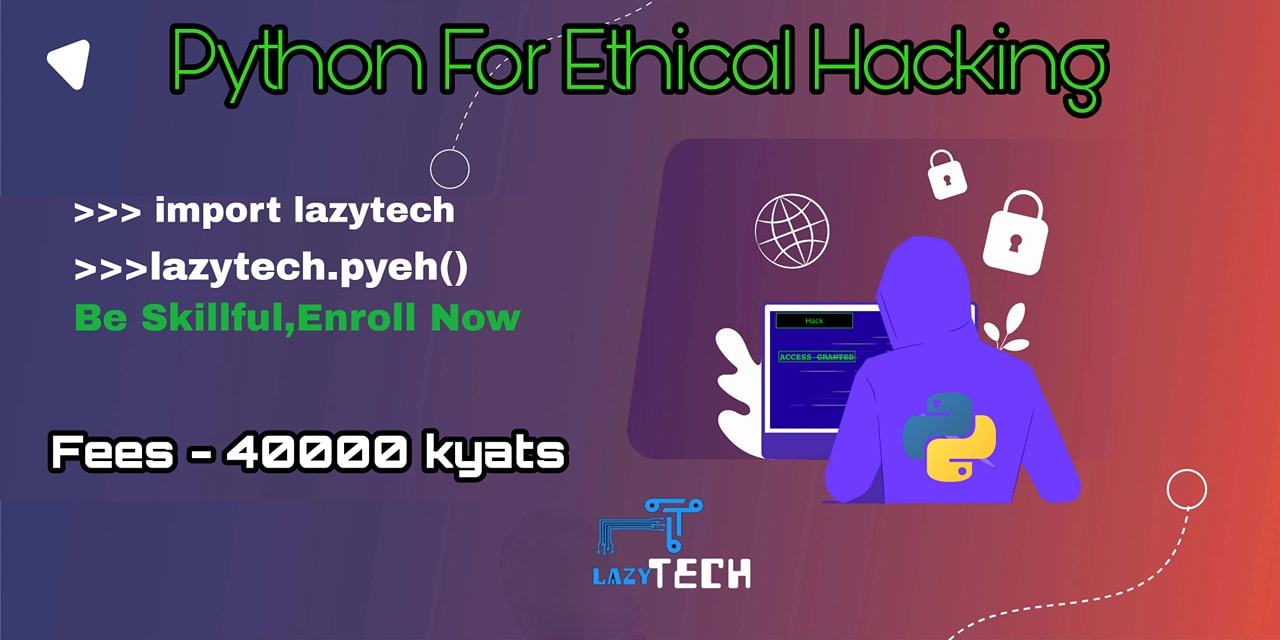 Python For Ethical Hacking
>>> import lazytech
>>>lazytech.pyeh()
Be Skillful,Enroll Now
Fees - 40000 kyats
Hack
ACCESS GRANTED
LAZYTECH